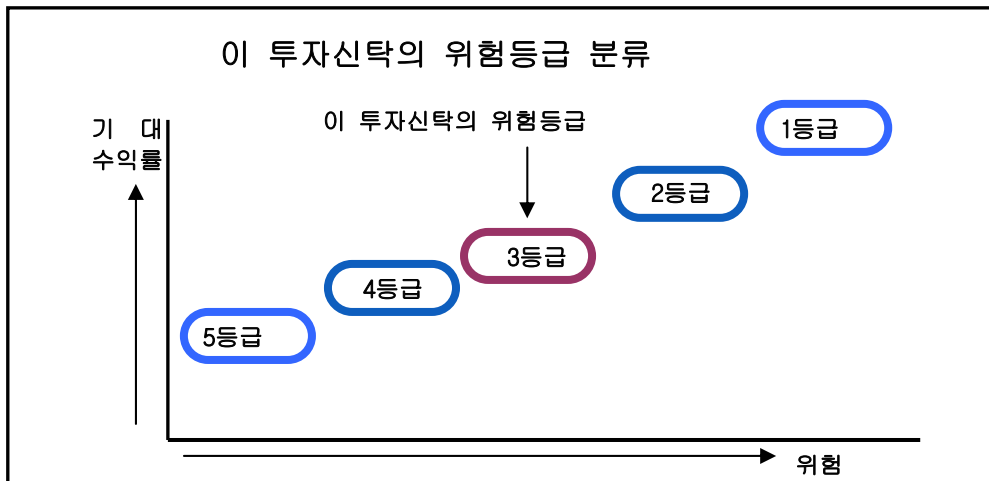 이 투자신탁의 위험등급 분류
기 대
수익률
이 투자신탁의 위험등급
1등급
2등급
3등급
4등급
5등급
위험